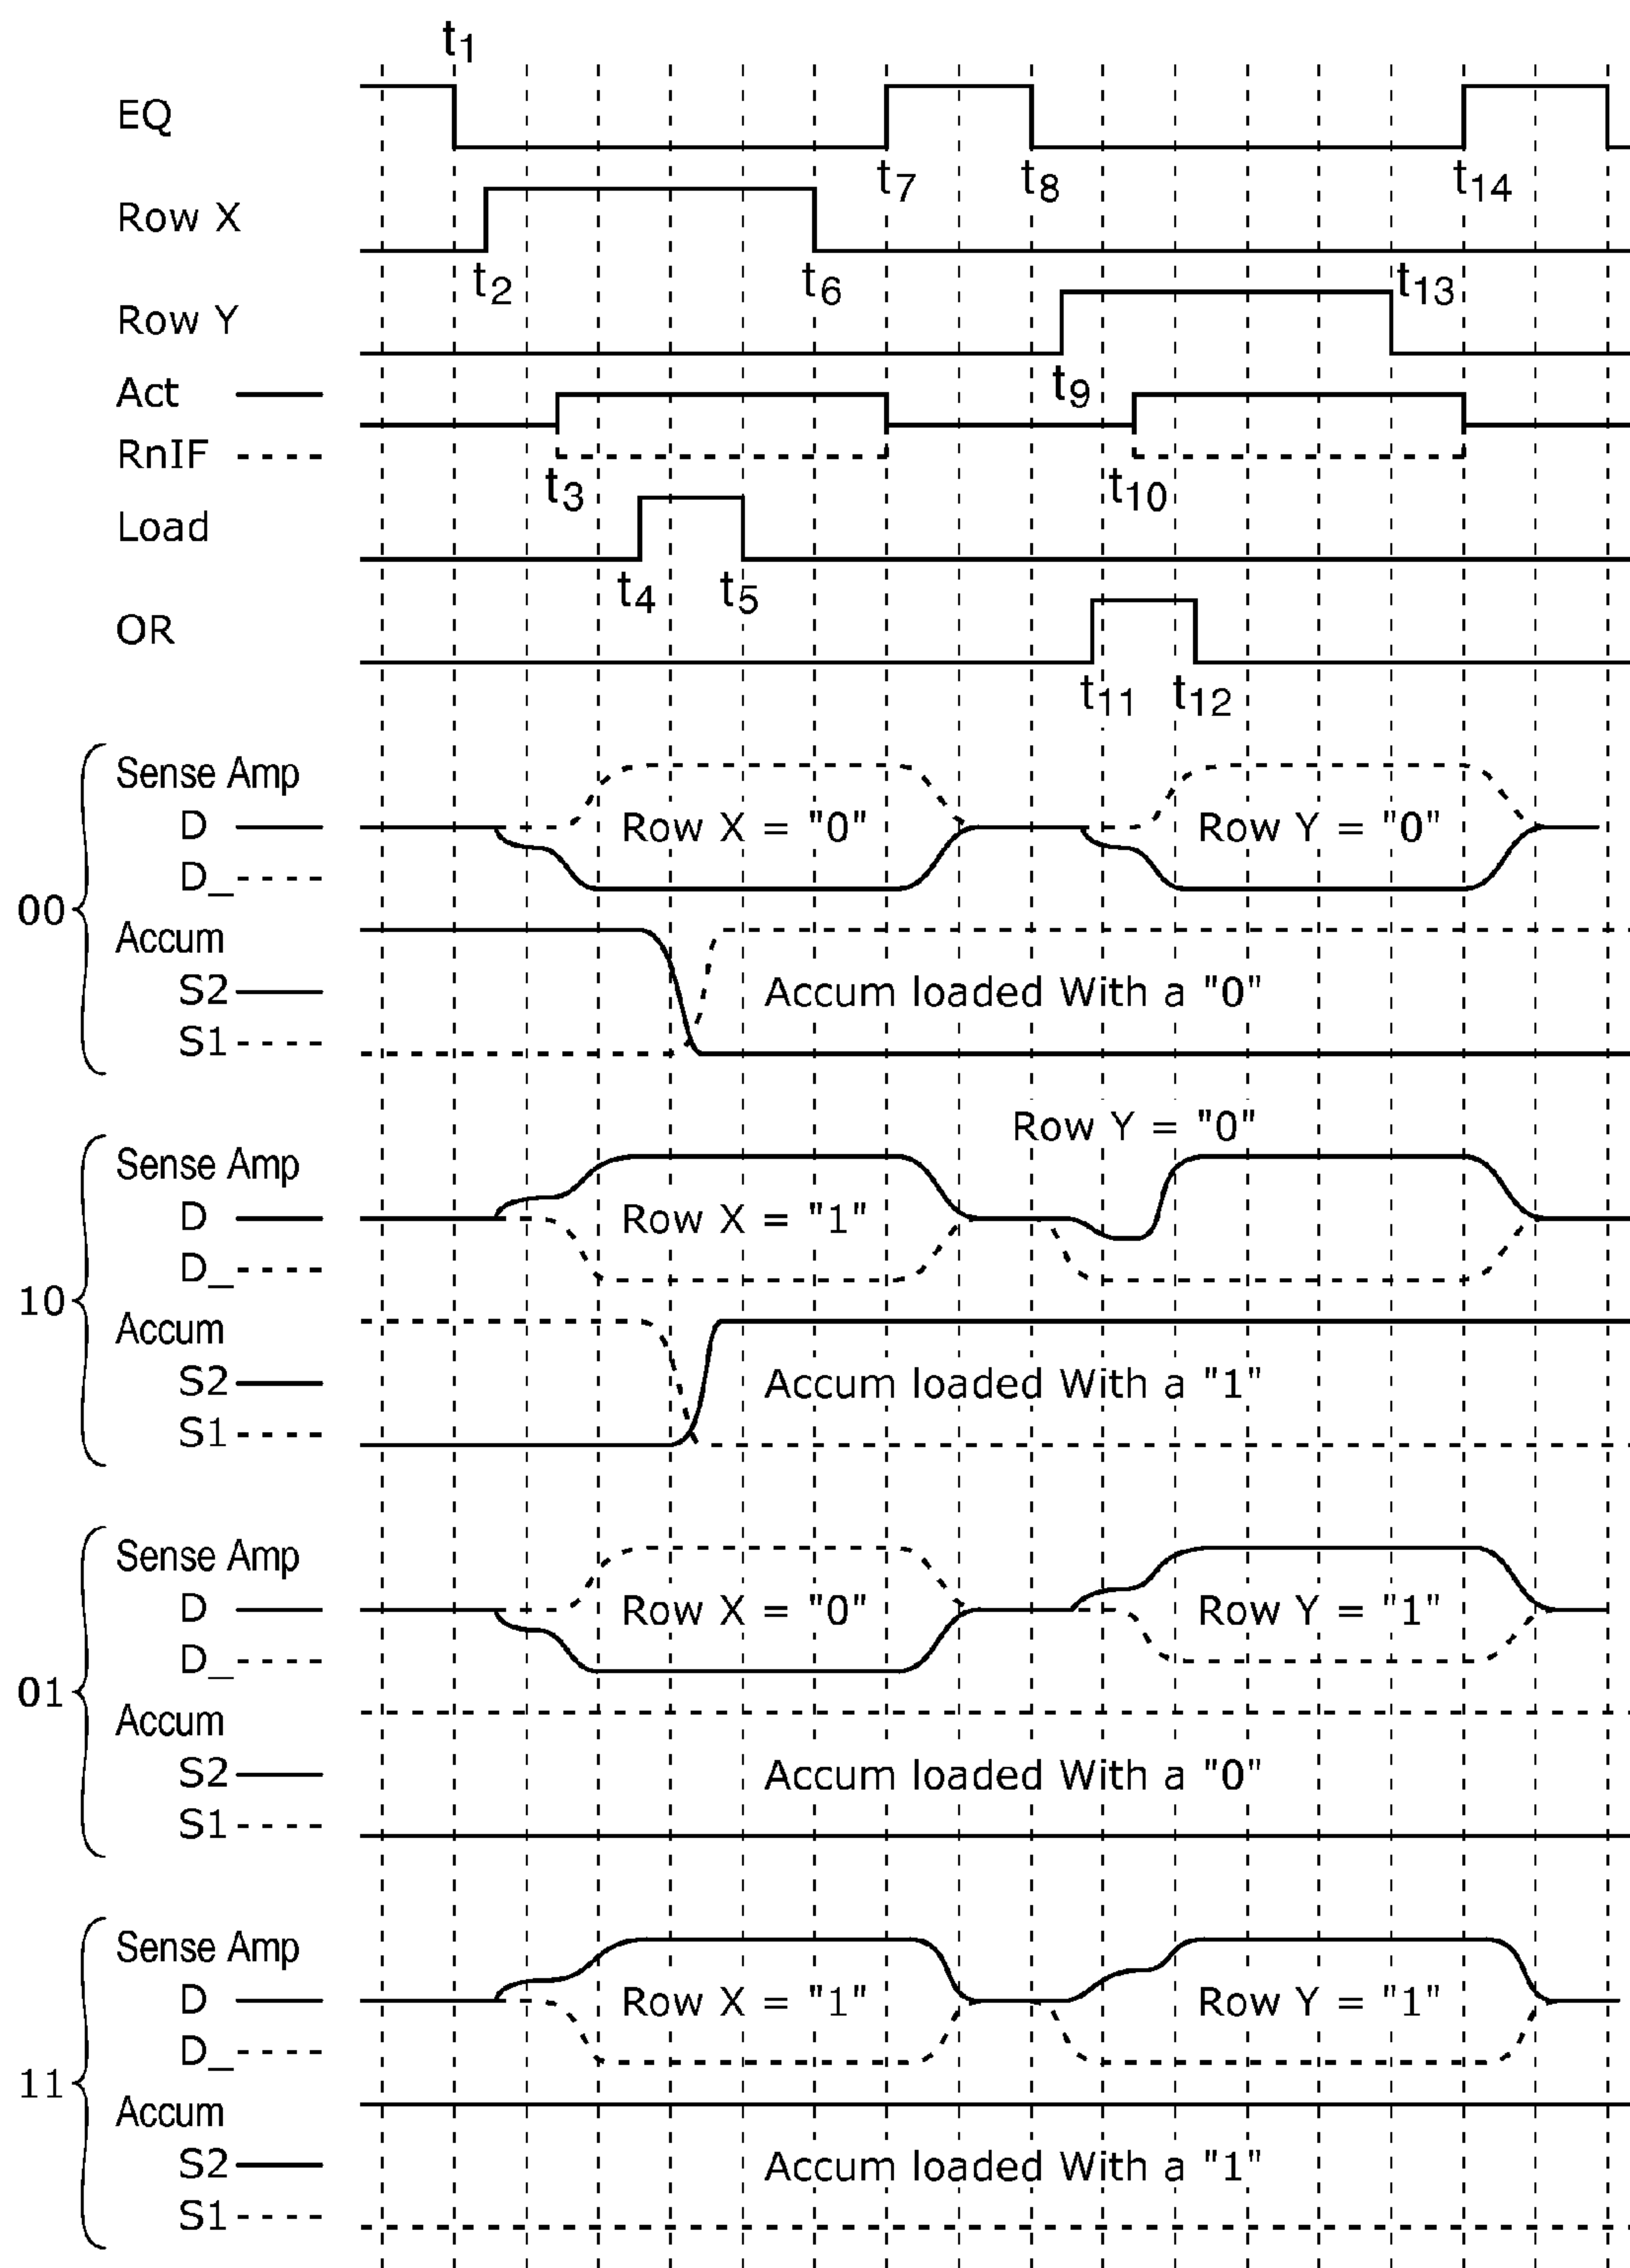 t1
EQ
t7 t8 t14
Row X
t2 t6 t13
Row Y
t9
Act
RnIF
t3 t10
Load
t4 t5
OR
t11 t12
00
Sense Amp
D Row X = "0" Row Y = "0"
D_
Accum
S2 Accum loaded With a "0"
S1
10
Row Y = "0"
Sense Amp
D Row X = "1"
D_
Accum
S2 Accum loaded With a "1"
S1
01
Sense Amp
D Row X = "0" Row Y = "1"
D_
Accum
S2 Accum loaded With a "0"
S1
11
Sense Amp
D Row X = "1" Row Y = "1"
D_
Accum
S2 Accum loaded With a "1"
S1